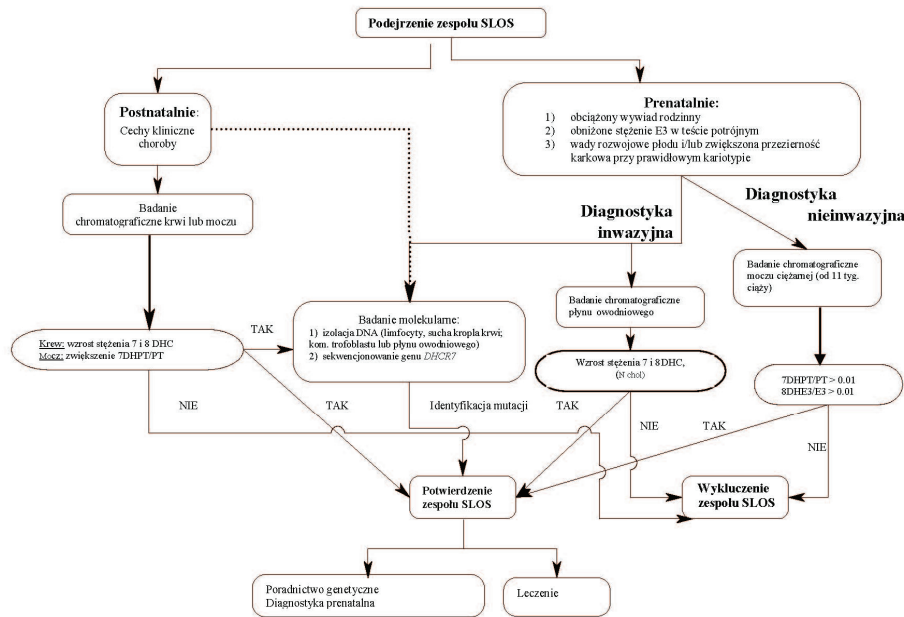 Podejrzenie zespołu SLOS
Postnatalnie:
Cechy kliniczne
choroby
Prenatalnie:
1) obciążony wywiad rodzinny
2) obniżone stężenie E3 w teście potrójnym
3) wady rozwojowe płodu i/lub zwiększona przezierność
karkowa przy prawidłowym kariotypie
Badanie
chromatograficzne krwi lub moczu
Diagnostyka
inwazyjna
Diagnostyka
nieinwazyjna
Badanie chromatograficzne
moczu ciężarnej (od 11 tyg.
ciąży)
Badanie chromatograficzne
płynu owodniowego
Krew: wzrost stężenia 7 i 8 DHC
Mocz: zwiększenie 7DHPT/PT
TAK
Badanie molekularne:
1) izolacja DNA (limfocyty, sucha kropla krwi;
kom. trofoblastu lub płynu owodniowego)
2) sekwencjonowanie genu DHCR7
Wzrost stężenia 7 i 8 DHC,
(N chol)
7DHPT/PT > 0.01
8DHE3/E3 > 0.01
NIE
TAK
Identyfikacja mutacji
TAK
NIE
TAK
NIE
Potwierdzenie
zespołu SLOS
Wykluczenie
zespołu SLOS
Poradnictwo genetyczne
Diagnostyka prenatalna
Leczenie